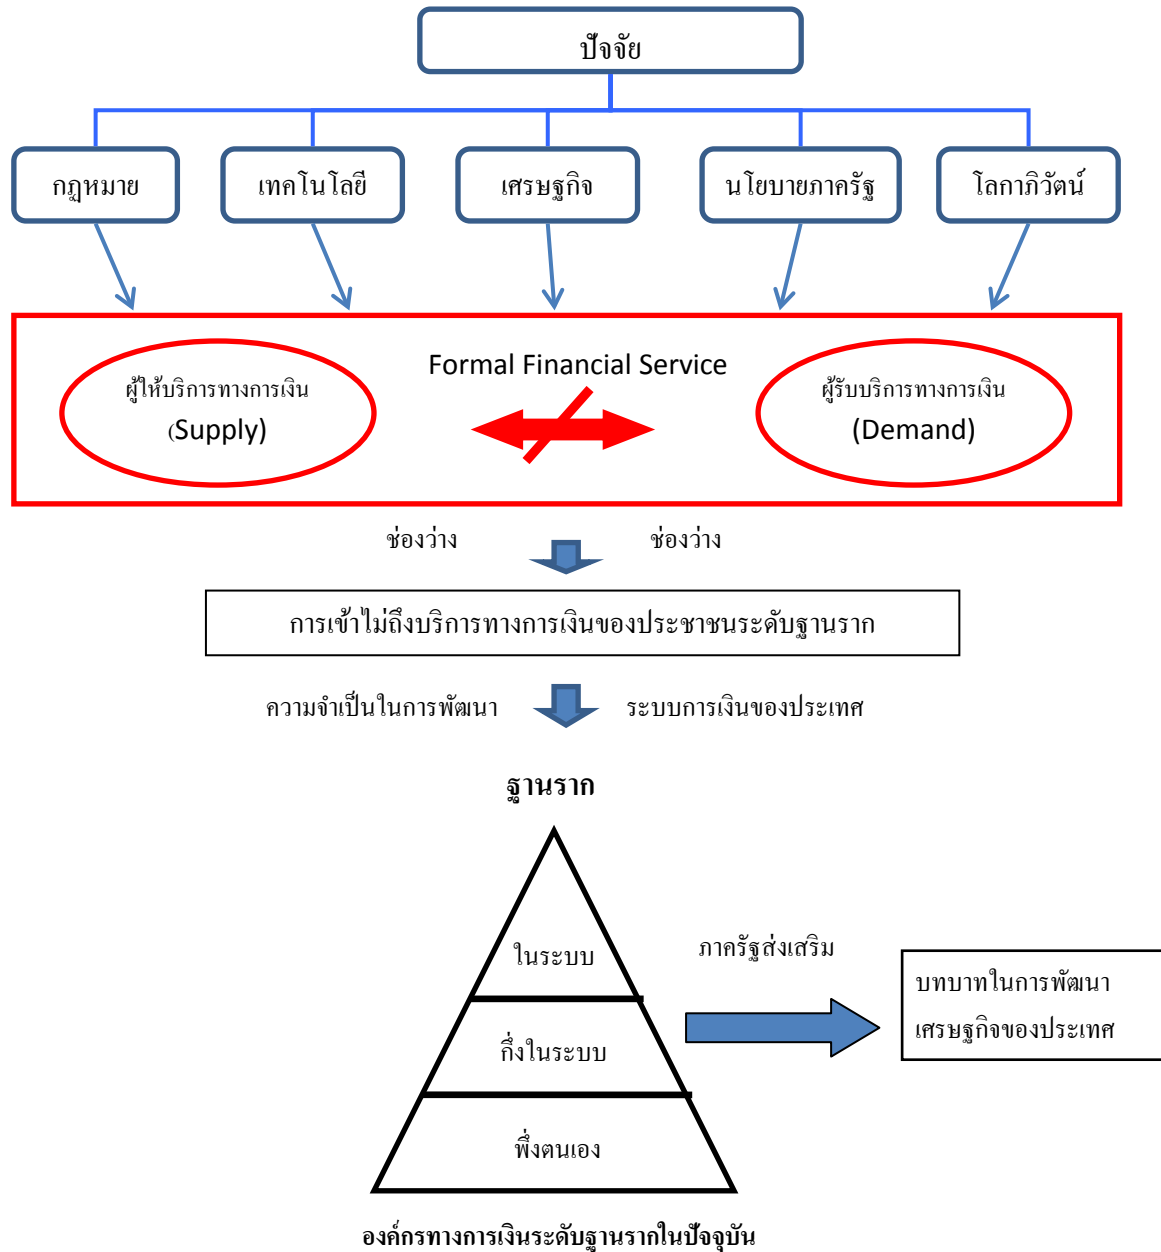 ปัจจัย
กฎหมาย
เทคโนโลยี
เศรษฐกิจ
นโยบายภาครัฐ
โลกาภิวัตน์
Formal Financial Service
ผู้ให้บริการทางการเงิน
(Supply)
ผู้รับบริการทางการเงิน
(Demand)
ช่องว่าง ช่องว่าง
การเข้าไม่ถึงบริการทางการเงินของประชาชนระดับฐานราก
ความจำเป็นในการพัฒนา ระบบการเงินของประเทศ
ฐานราก
ในระบบ
กึ่งในระบบ
พึ่งตนเอง
ภาครัฐส่งเสริม
บทบาทในการพัฒนา
เศรษฐกิจของประเทศ
องค์กรทางการเงินระดับฐานรากในปัจจุบัน